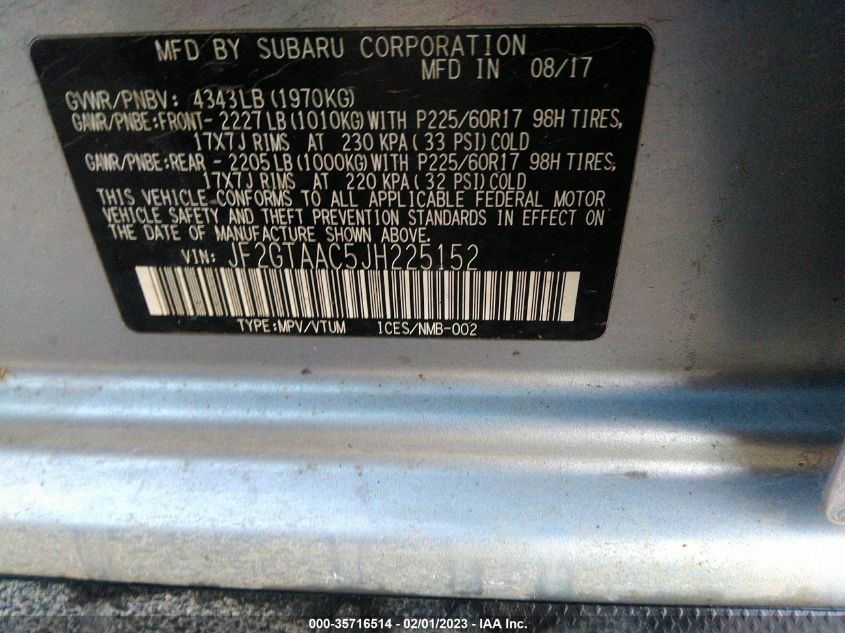 MFD BY SUBARU CORPORATION
MFD IN 08/17
GVWR/PNBV: 4343LB(1970KG)
GAWR/PNBE:FRONT- 2227LB(1010KG)WITH P225/60R17 98H TIRES,
17X7J RIMS AT 230 KPA(33 PSI)COLD
GAWR/PNBE:REAR - 2205LB(1000KG)WITH P225/60R17 98H TIRES,
17X7J RIMS AT 220 KPA(32 PSI)COLD
THIS VEHICLE CONFORMS TO ALL APPLICABLE FEDERAL MOTOR
VEHICLE SAFETY AND THEFT PREVENTION STANDARDS IN EFFECT ON
THE DATE OF MANUFACTURE SHOWN ABOVE.
VIN: JF2GTAAC5JH225152
TYPE:MPV/VTUM ICES/NMB-002
000-35716514 - 02/01/2023 - IAA Inc.